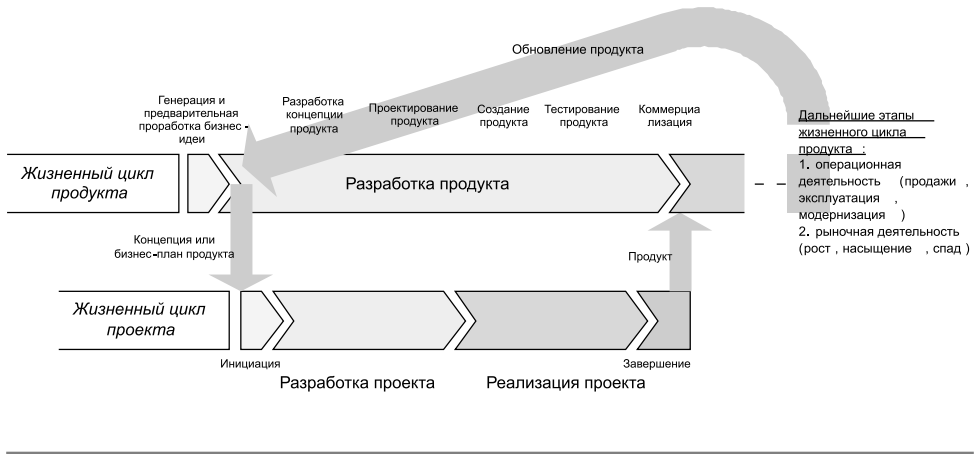 Обновление продукта
Генерация и
предварительная
проработка бизнес -
идеи
Разработка
концепции
продукта
Проектирование
продукта
Создание
продукта
Тестирование
продукта
Коммерциа
лизация
Дальнейшие этапы
жизненного цикла
продукта :
1. операционная
деятельность (продажи ,
эксплуатация ,
модернизация )
2. рыночная деятельность
(рост , насыщение , спад )
Жизненный цикл
продукта
Разработка продукта
Концепция или
бизнес-план продукта
Продукт
Жизненный цикл
проекта
Инициация
Завершение
Разработка проекта
Реализация проекта